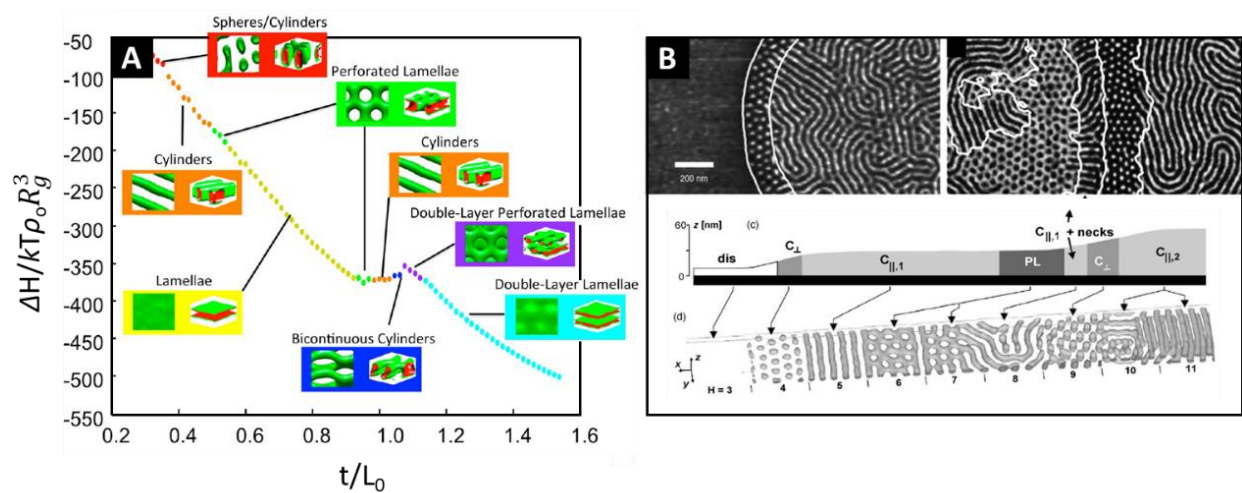 A
Spheres/Cylinders
Perforated Lamellae
Cylinders
Cylinders
Double-Layer Perforated Lamellae
Lamellae
Double-Layer Lamellae
Bicontinuous Cylinders
-50
-100
-150
-200
-250
-300
-350
-400
-450
-500
-550
0.2 0.4 0.6 0.8 1.0 1.2 1.4 1.6
ΔH/kTρₒR³g
t/L₀
B
200 nm
(c)
60 z [nm]
0
dis
C⊥
C||,1
PL
C||,1
+ necks
C⊥
C||,2
(d)
x z
y
H = 3 4 5 6 7 8 9 10 11